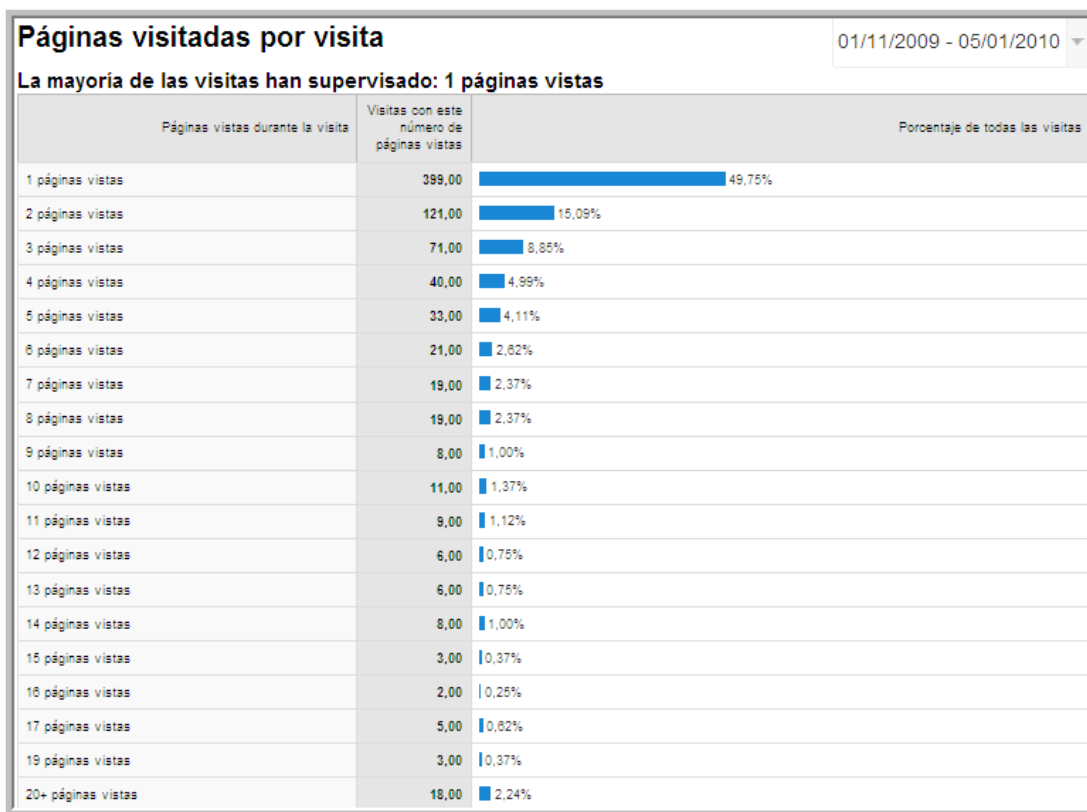 Páginas visitadas por visita
01/11/2009 - 05/01/2010
La mayoría de las visitas han supervisado: 1 páginas vistas
Páginas vistas durante la visita
Visitas con este
número de
páginas vistas
Porcentaje de todas las visitas
1 páginas vistas 399,00 49,75%
2 páginas vistas 121,00 15,09%
3 páginas vistas 71,00 8,85%
4 páginas vistas 40,00 4,99%
5 páginas vistas 33,00 4,11%
6 páginas vistas 21,00 2,62%
7 páginas vistas 19,00 2,37%
8 páginas vistas 19,00 2,37%
9 páginas vistas 8,00 1,00%
10 páginas vistas 11,00 1,37%
11 páginas vistas 9,00 1,12%
12 páginas vistas 6,00 0,75%
13 páginas vistas 6,00 0,75%
14 páginas vistas 8,00 1,00%
15 páginas vistas 3,00 0,37%
16 páginas vistas 2,00 0,25%
17 páginas vistas 5,00 0,62%
19 páginas vistas 3,00 0,37%
20+ páginas vistas 18,00 2,24%